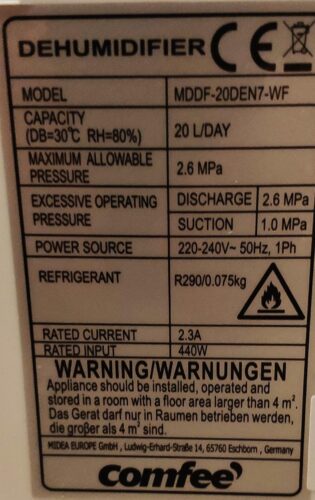 DEHUMIDIFIER CE
MODEL MDDF-20DEN7-WF
CAPACITY
(DB=30℃ RH=80%) 20 L/DAY
MAXIMUM ALLOWABLE
PRESSURE 2.6 MPa
EXCESSIVE OPERATING
PRESSURE
DISCHARGE 2.6 MPa
SUCTION 1.0 MPa
POWER SOURCE 220-240V~ 50Hz, 1Ph
REFRIGERANT R290/0.075kg
RATED CURRENT 2.3A
RATED INPUT 440W
WARNING/WARNUNGEN
Appliance should be installed, operated and
stored in a room with a floor area larger than 4 m².
Das Gerat darf nur in Raumen betrieben werden,
die großer als 4 m² sind.
MIDEA EUROPE GmbH , Ludwig-Erhard-Straße 14, 65760 Eschborn , Germany
comfee'